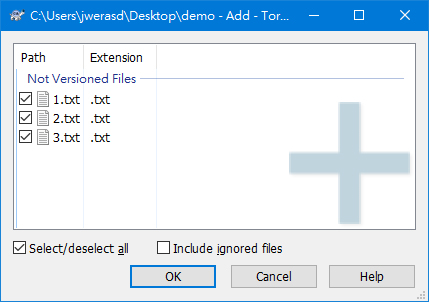 C:\Users\jwerasd\Desktop\demo - Add - Tor...
Path Extension
Not Versioned Files
1.txt .txt
2.txt .txt
3.txt .txt
Select/deselect all Include ignored files
OK Cancel Help